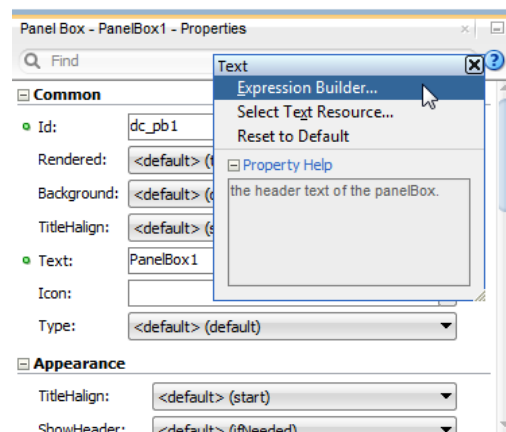 Panel Box - PanelBox1 - Properties
Find
Text
Expression Builder...
Select Text Resource...
Reset to Default
Property Help
the header text of the panelBox.
Common
Id: dc_pb1
Rendered: <default> (
Background: <default> (
TitleHalign: <default> (
Text: PanelBox1
Icon:
Type: <default> (default)
Appearance
TitleHalign: <default> (start)
ShowHeader: <default> (ifNeeded)